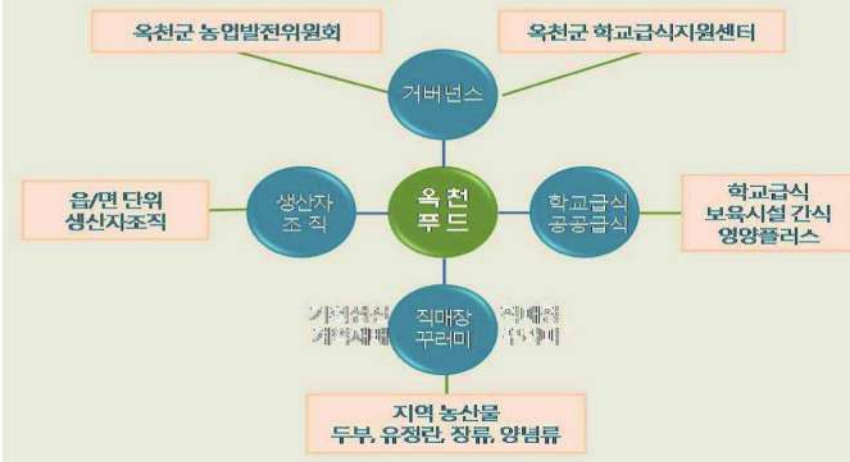 옥천군 농업발전위원회
옥천군 학교급식지원센터
거버넌스
읍/면 단위
생산자조직
생산자
조 직
옥 천
푸 드
학교급식
공공급식
학교급식
보육시설 간식
영양플러스
직매장
꾸러미
지역 농산물
두부, 유정란, 장류, 양념류